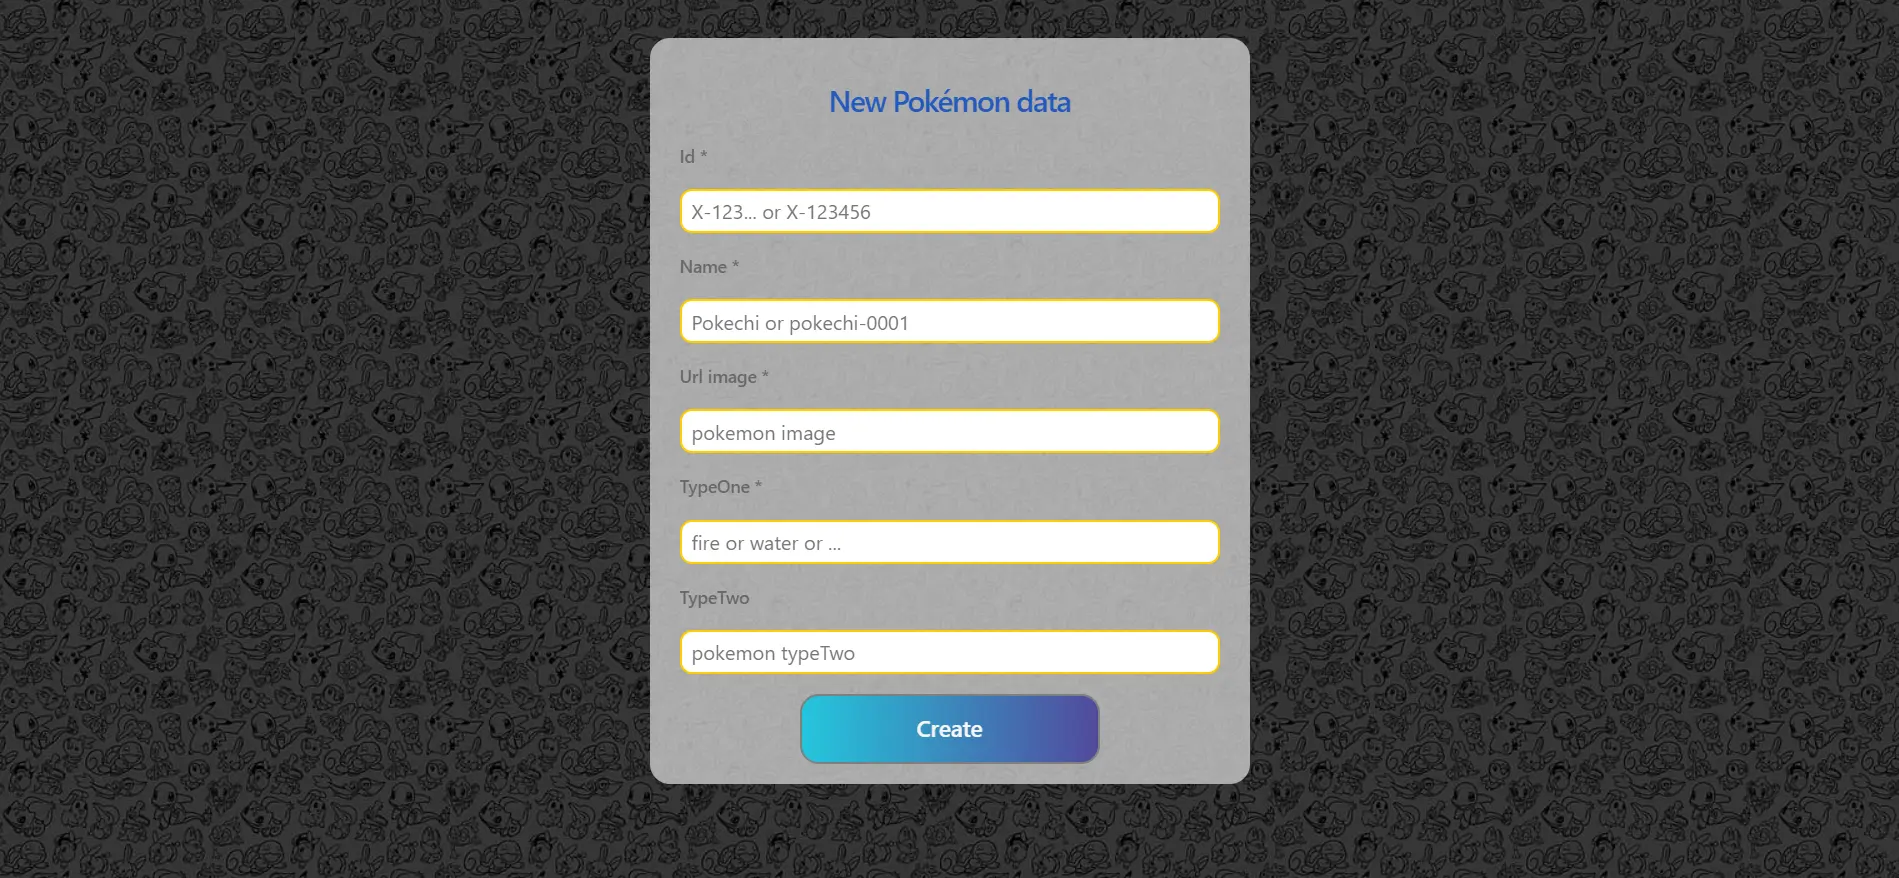 New Pokémon data
Id *
X-123... or X-123456
Name *
Pokechi or pokechi-0001
Url image *
pokemon image
TypeOne *
fire or water or ...
TypeTwo
pokemon typeTwo
Create